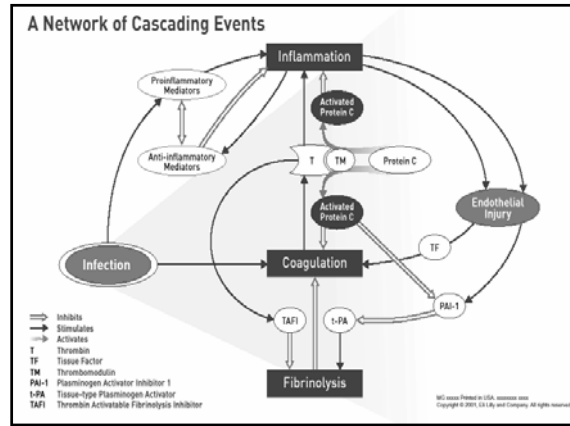 A Network of Cascading Events
Inflammation
Proinflammatory
Mediators
Activated
Protein C
Anti-inflammatory
Mediators
T
TM
Protein C
Activated
Protein C
Endothelial
Injury
TF
Infection
Coagulation
PAI-1
TAFI
t-PA
Fibrinolysis
Inhibits
Stimulates
Activates
T Thrombin
TF Tissue Factor
TM Thrombomodulin
PAI-1 Plasminogen Activator Inhibitor 1
t-PA Tissue-type Plasminogen Activator
TAFI Thrombin Activatable Fibrinolysis Inhibitor
Printed in USA.
Copyright © 2001, Eli Lilly and Company. All rights reserved.